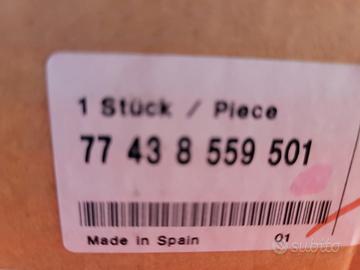 1 Stück / Piece
77 43 8 559 501
Made in Spain 01
subito